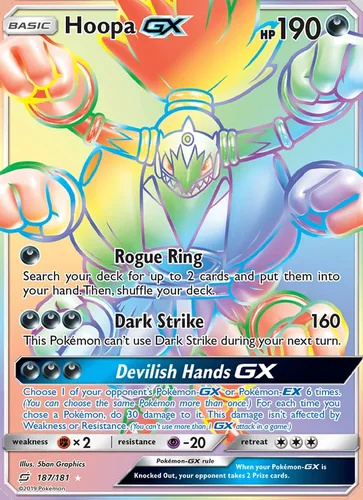 BASIC Hoopa GX HP 190
Rogue Ring
Search your deck for up to 2 cards and put them into
your hand. Then, shuffle your deck.
Dark Strike 160
This Pokémon can't use Dark Strike during your next turn.
Devilish Hands GX
Choose 1 of your opponent's Pokémon-GX or Pokémon-EX 6 times.
(You can choose the same Pokémon more than once.) For each time you
chose a Pokémon, do 30 damage to it. This damage isn't affected by
Weakness or Resistance. (You can't use more than 1 GX attack in a game.)
weakness ×2 resistance -20 retreat
Illus. 5ban Graphics
Pokémon-GX rule
187/181
When your Pokémon-GX is
Knocked Out, your opponent takes 2 Prize cards.
©2019 Pokémon